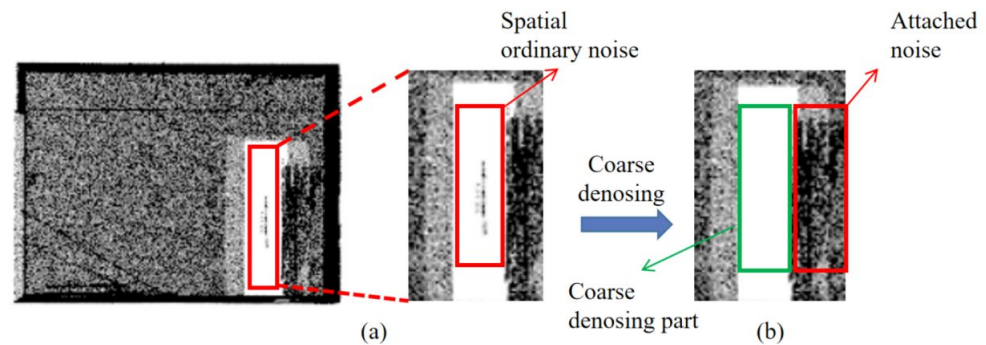 Spatial
ordinary noise
Attached
noise
Coarse
denosing
Coarse
denosing part
(a)
(b)